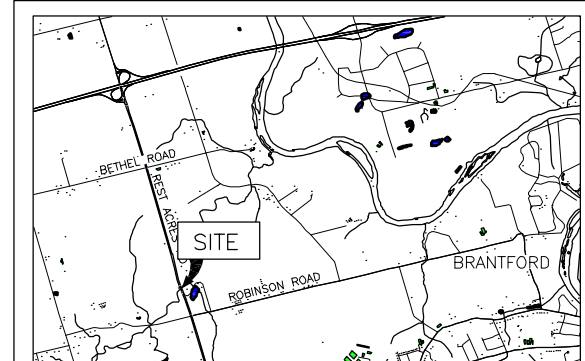 BETHEL ROAD
REST ACRES
SITE
ROBINSON ROAD
BRANTFORD